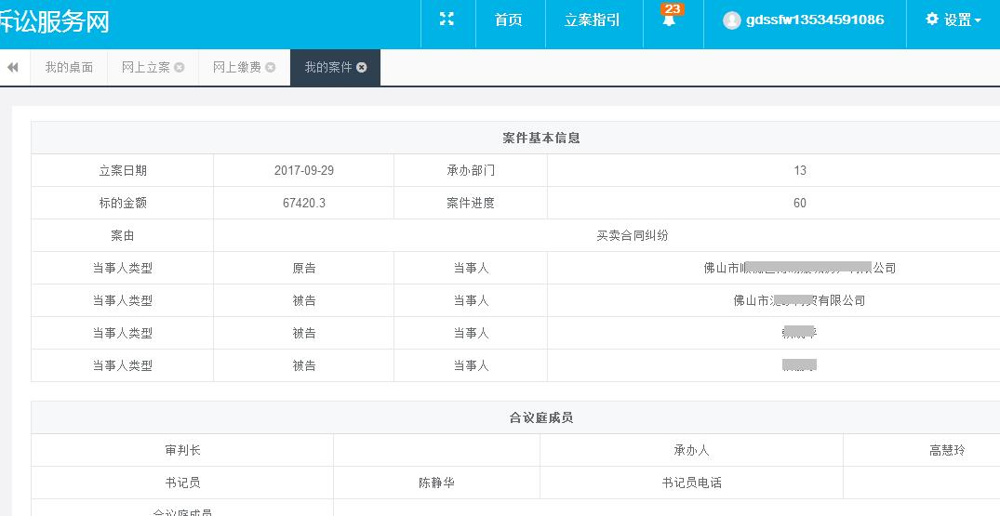 诉讼服务网
首页
立案指引
23
gdssfw13534591086
设置
我的桌面
网上立案
网上缴费
我的案件
案件基本信息
立案日期 2017-09-29 承办部门 13
标的金额 67420.3 案件进度 60
案由 买卖合同纠纷
当事人类型 原告 当事人 佛山市 公司
当事人类型 被告 当事人 佛山市 有限公司
当事人类型 被告 当事人
当事人类型 被告 当事人
合议庭成员
审判长 承办人 高慧玲
书记员 陈静华 书记员电话
合议庭成员